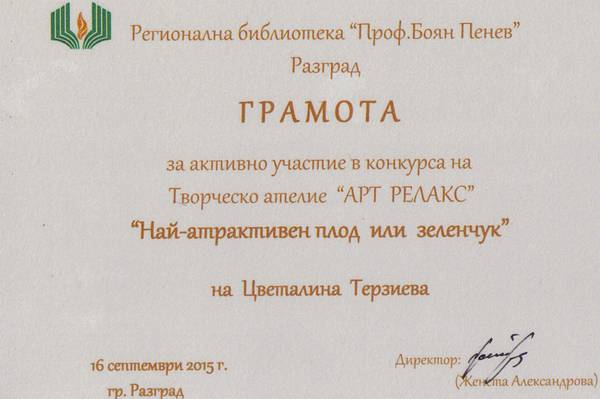 Регионална библиотека “Проф.Боян Пенев”
Разград
ГРАМОТА
за активно участие в конкурса на
Творческо ателие “АРТ РЕЛАКС”
“Най-атрактивен плод или зеленчук”
на Цветалина Терзиева
16 септември 2015 г.
гр. Разград
Директор:
(Женета Александрова)